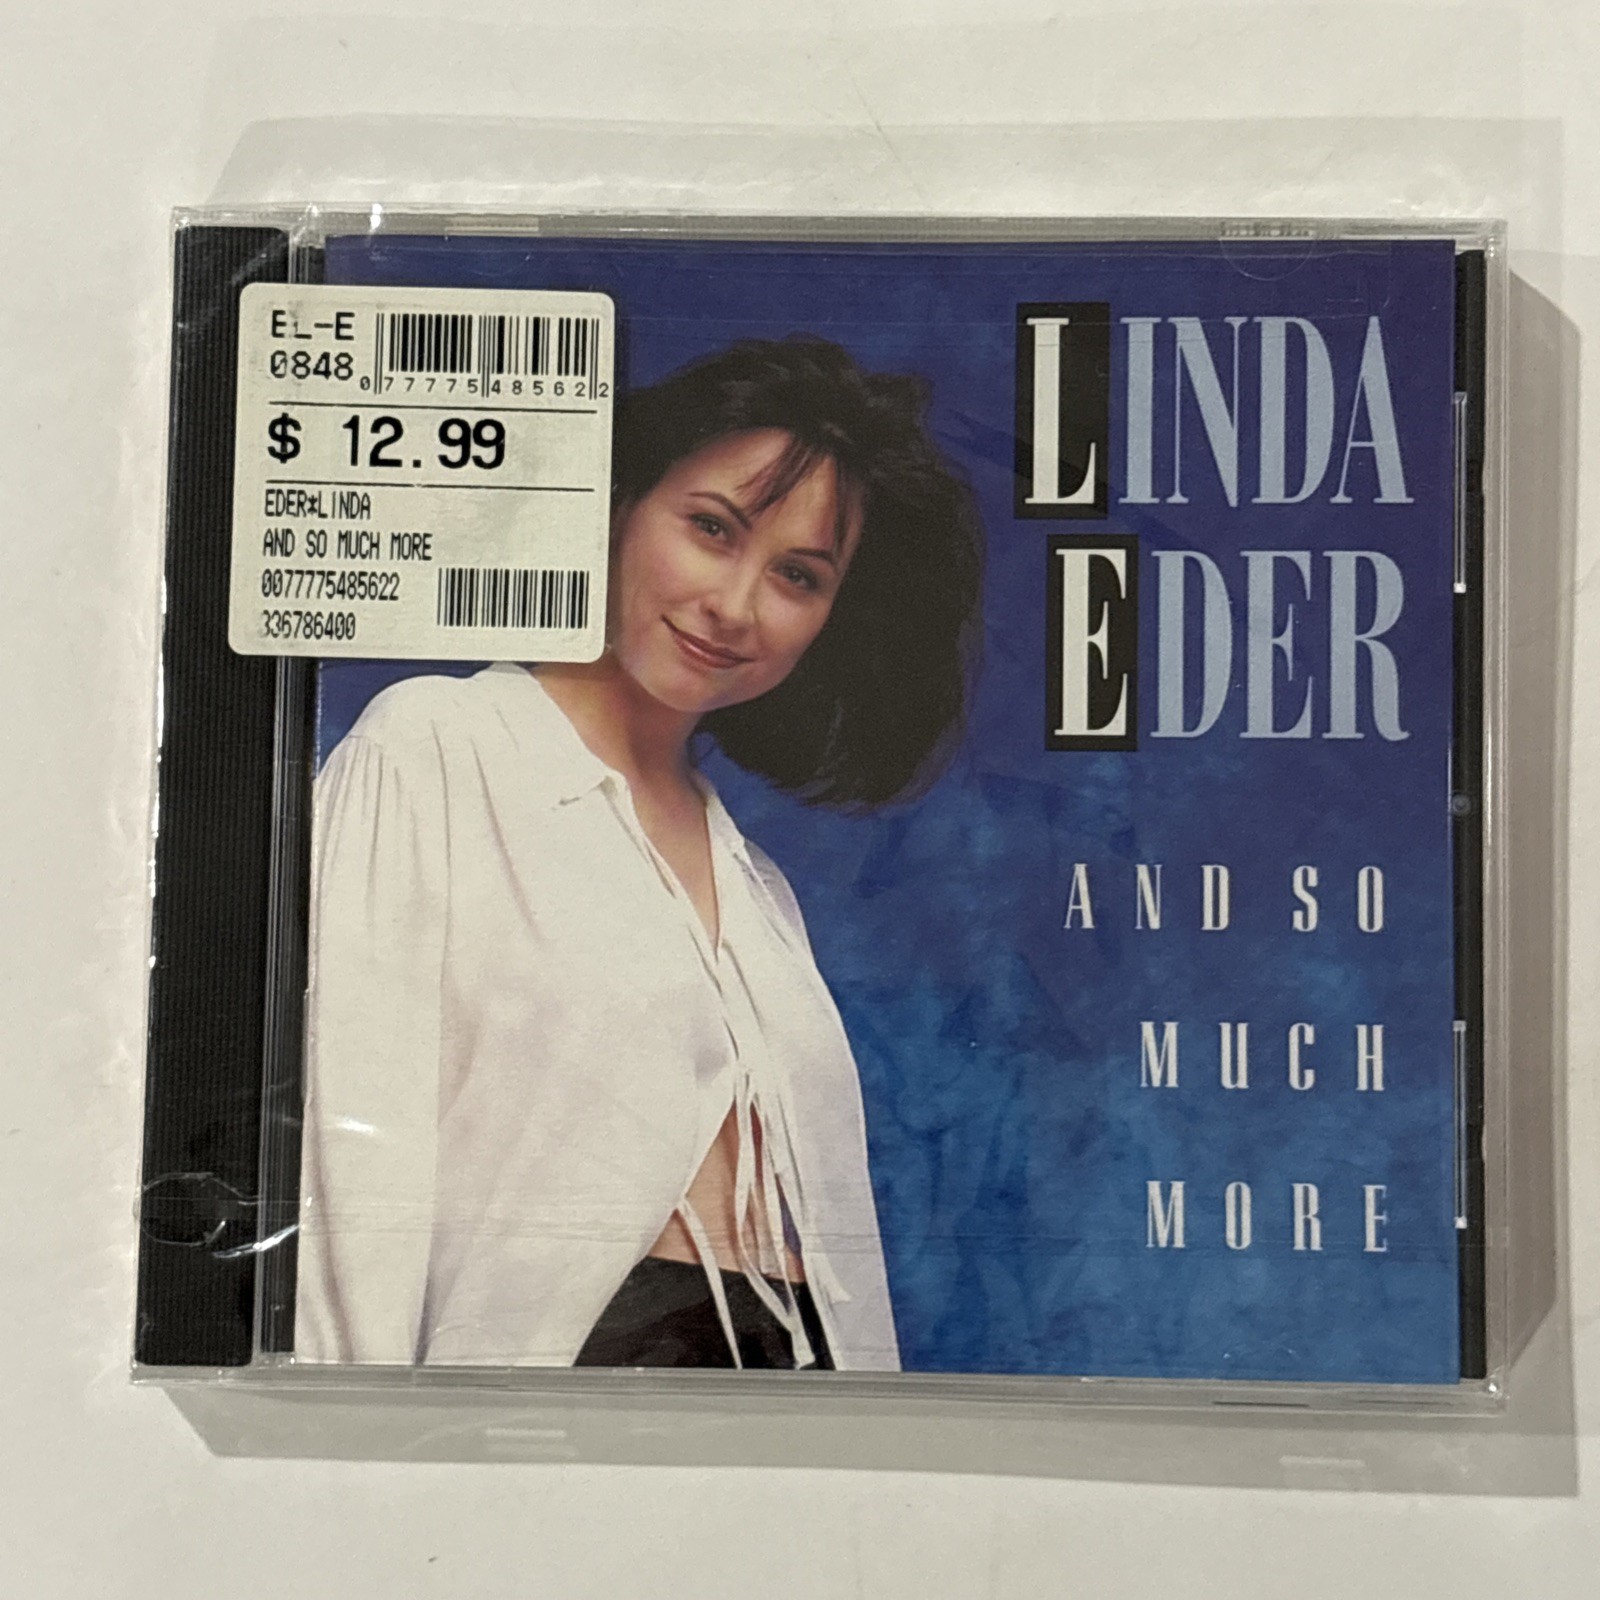 EL-E
0848
0 77775 48562 2
$ 12.99
EDER*LINDA
AND SO MUCH MORE
0077775485622
336786400
LINDA
EDER
AND SO
MUCH
MORE